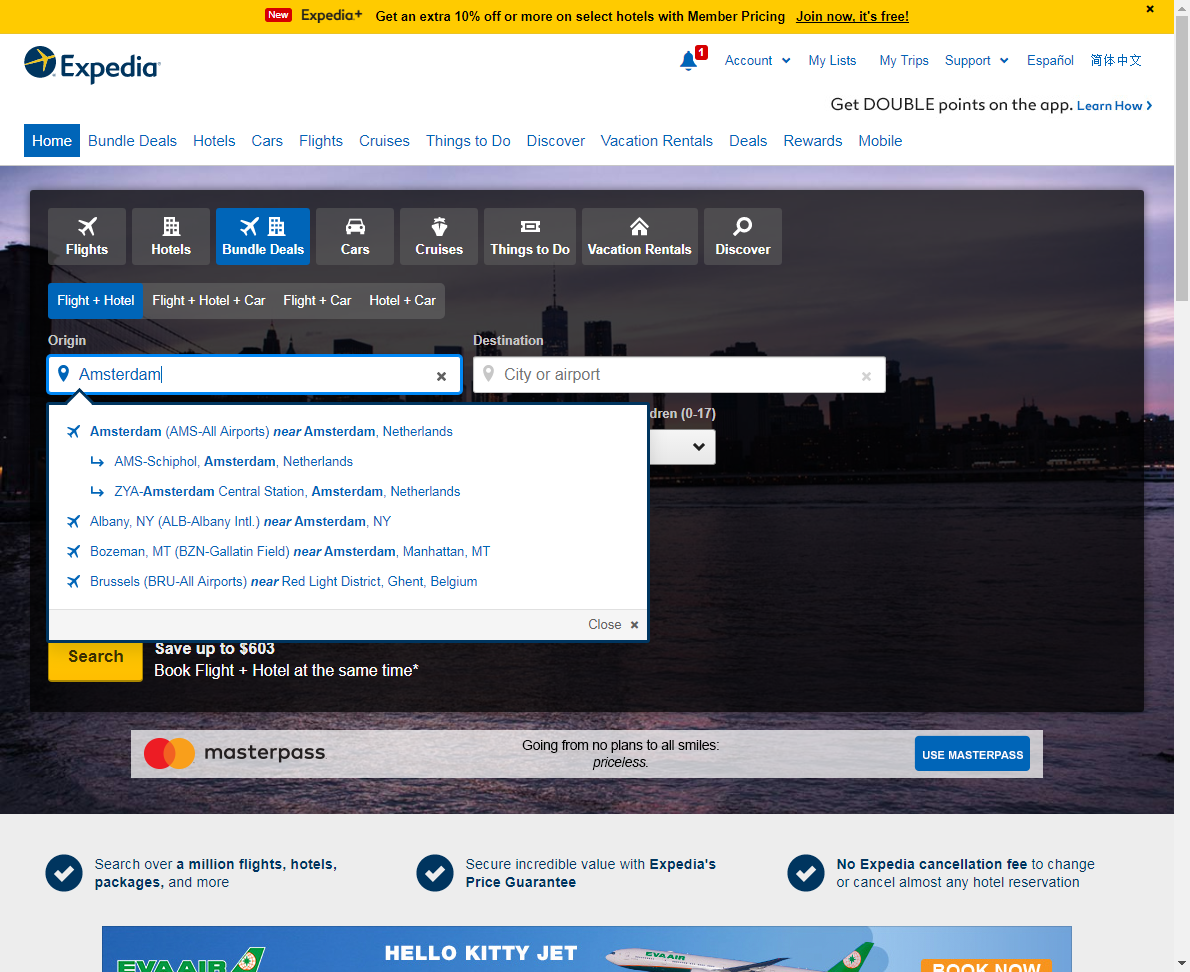 New Expedia+ Get an extra 10% off or more on select hotels with Member Pricing Join now, it's free!
Expedia
1
Account My Lists My Trips Support Español 简体中文
Get DOUBLE points on the app. Learn How
Home Bundle Deals Hotels Cars Flights Cruises Things to Do Discover Vacation Rentals Deals Rewards Mobile
Flights Hotels Bundle Deals Cars Cruises Things to Do Vacation Rentals Discover
Flight + Hotel Flight + Hotel + Car Flight + Car Hotel + Car
Origin Destination
Amsterdam City or airport
dren (0-17)
Amsterdam (AMS-All Airports) near Amsterdam, Netherlands
AMS-Schiphol, Amsterdam, Netherlands
ZYA-Amsterdam Central Station, Amsterdam, Netherlands
Albany, NY (ALB-Albany Intl.) near Amsterdam, NY
Bozeman, MT (BZN-Gallatin Field) near Amsterdam, Manhattan, MT
Brussels (BRU-All Airports) near Red Light District, Ghent, Belgium
Close
Save up to $603
Search
Book Flight + Hotel at the same time*
masterpass
Going from no plans to all smiles:
priceless.
USE MASTERPASS
Search over a million flights, hotels,
packages, and more
Secure incredible value with Expedia's
Price Guarantee
No Expedia cancellation fee to change
or cancel almost any hotel reservation
HELLO KITTY JET
EVA AIR
EVA AIR
BOOK NOW